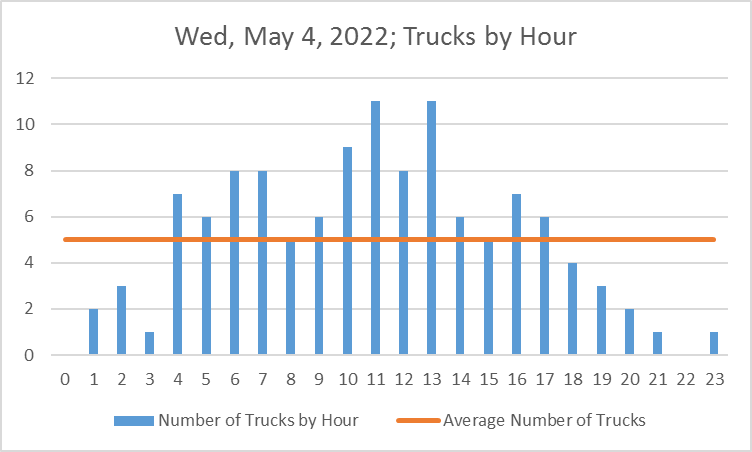 Wed, May 4, 2022; Trucks by Hour
12
10
8
6
4
2
0
0 1 2 3 4 5 6 7 8 9 10 11 12 13 14 15 16 17 18 19 20 21 22 23
Number of Trucks by Hour Average Number of Trucks